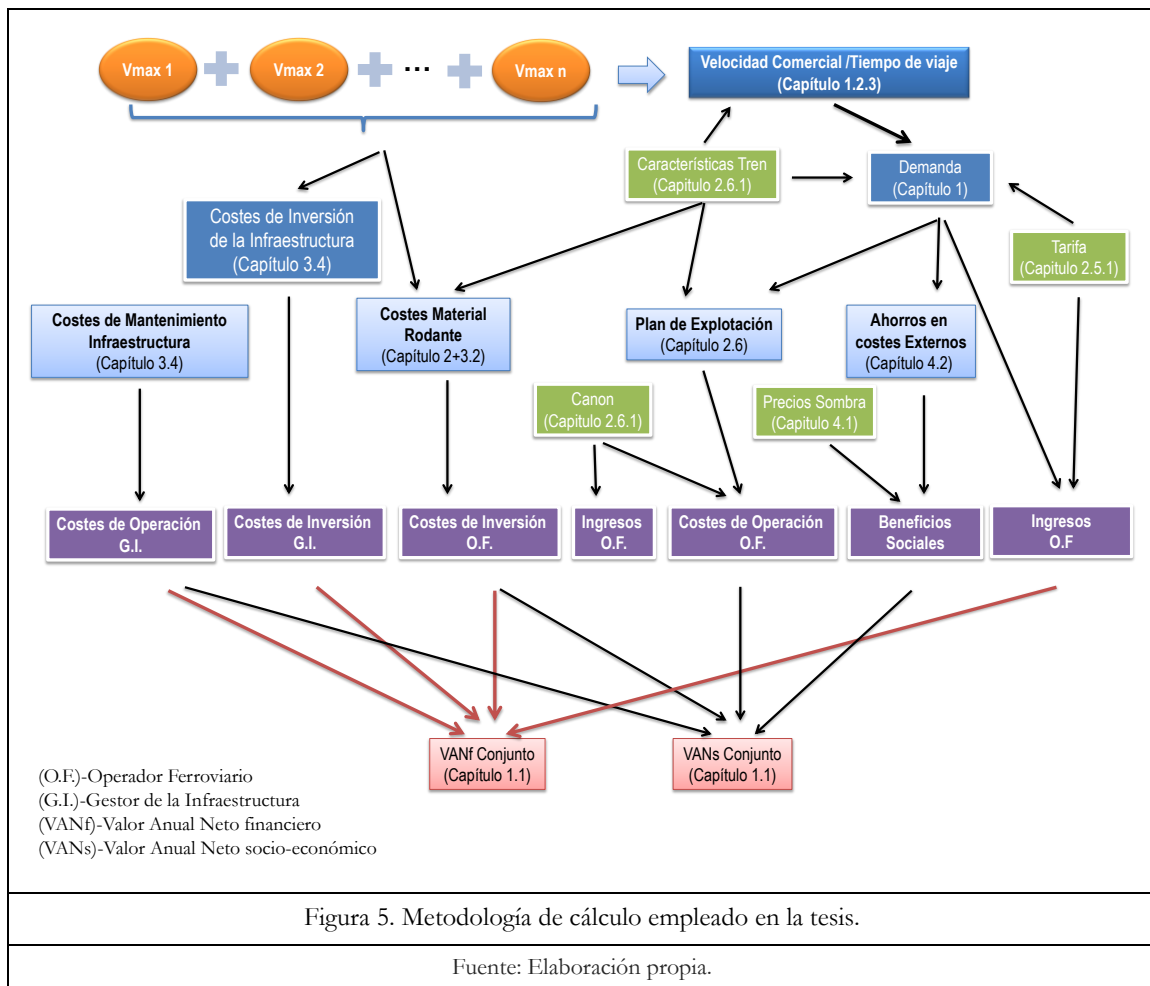 Vmax 1
Vmax 2
...
Vmax n
Velocidad Comercial /Tiempo de viaje
(Capítulo 1.2.3)
Características Tren
(Capitulo 2.6.1)
Demanda
(Capítulo 1)
Costes de Inversión
de la Infraestructura
(Capítulo 3.4)
Tarifa
(Capitulo 2.5.1)
Costes de Mantenimiento
Infraestructura
(Capítulo 3.4)
Costes Material
Rodante
(Capítulo 2+3.2)
Plan de Explotación
(Capítulo 2.6)
Ahorros en
costes Externos
(Capítulo 4.2)
Canon
(Capitulo 2.6.1)
Precios Sombra
(Capitulo 4.1)
Costes de Operación
G.I.
Costes de Inversión
G.I.
Costes de Inversión
O.F.
Ingresos
O.F.
Costes de Operación
O.F.
Beneficios
Sociales
Ingresos
O.F
VANf Conjunto
(Capítulo 1.1)
VANs Conjunto
(Capítulo 1.1)
(O.F.)-Operador Ferroviario
(G.I.)-Gestor de la Infraestructura
(VANf)-Valor Anual Neto financiero
(VANs)-Valor Anual Neto socio-económico
Figura 5. Metodología de cálculo empleado en la tesis.
Fuente: Elaboración propia.